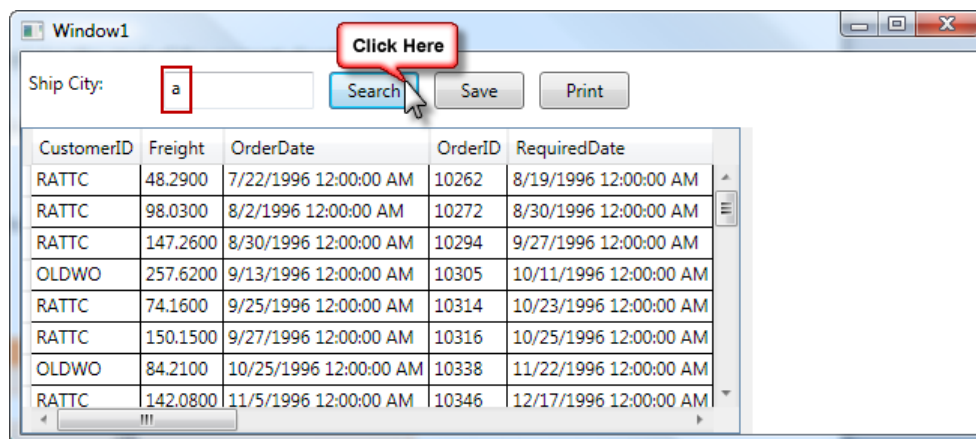 Window1
Click Here
Ship City: a Search Save Print
CustomerID Freight OrderDate OrderID RequiredDate
RATTC 48.2900 7/22/1996 12:00:00 AM 10262 8/19/1996 12:00:00 AM
RATTC 98.0300 8/2/1996 12:00:00 AM 10272 8/30/1996 12:00:00 AM
RATTC 147.2600 8/30/1996 12:00:00 AM 10294 9/27/1996 12:00:00 AM
OLDWO 257.6200 9/13/1996 12:00:00 AM 10305 10/11/1996 12:00:00 AM
RATTC 74.1600 9/25/1996 12:00:00 AM 10314 10/23/1996 12:00:00 AM
RATTC 150.1500 9/27/1996 12:00:00 AM 10316 10/25/1996 12:00:00 AM
OLDWO 84.2100 10/25/1996 12:00:00 AM 10338 11/22/1996 12:00:00 AM
RATTC 142.0800 11/5/1996 12:00:00 AM 10346 12/17/1996 12:00:00 AM